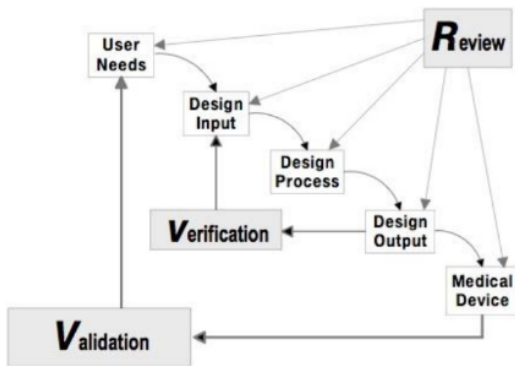 User
Needs
Review
Design
Input
Design
Process
Verification
Design
Output
Medical
Device
Validation